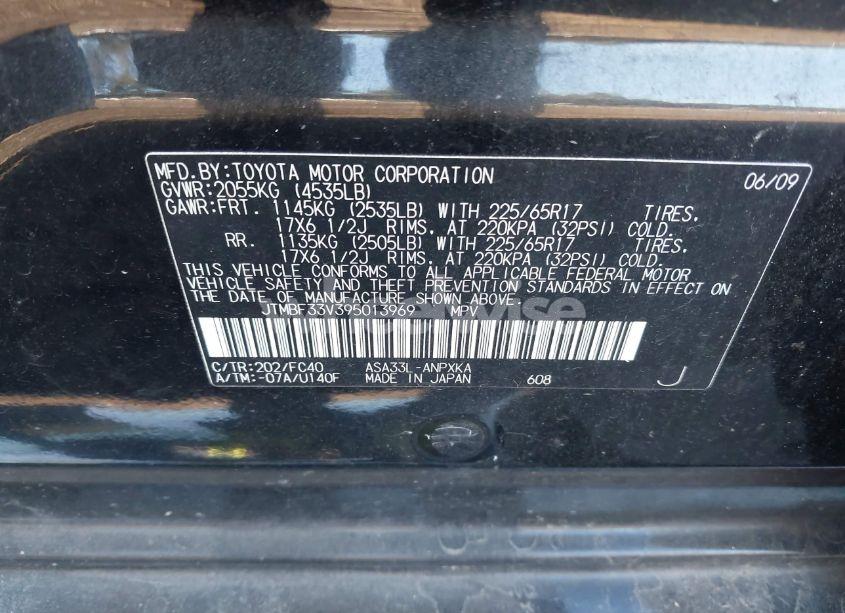 MFD.BY:TOYOTA MOTOR CORPORATION 06/09
GVWR:2055KG (4535LB)
GAWR:FRT. 1145KG (2535LB) WITH 225/65R17 TIRES.
17X6 1/2J RIMS. AT 220KPA (32PSI) COLD.
RR. 1135KG (2505LB) WITH 225/65R17 TIRES.
17X6 1/2J RIMS. AT 220KPA (32PSI) COLD.
THIS VEHICLE CONFORMS TO ALL APPLICABLE FEDERAL MOTOR
VEHICLE SAFETY AND THEFT PREVENTION STANDARDS IN EFFECT ON
THE DATE OF MANUFACTURE SHOWN ABOVE.
JTMBF33V395013969 MPV
C/TR:202/FC40 ASA33L-ANPXKA
A/TM:-07A/U140F MADE IN JAPAN 608 J